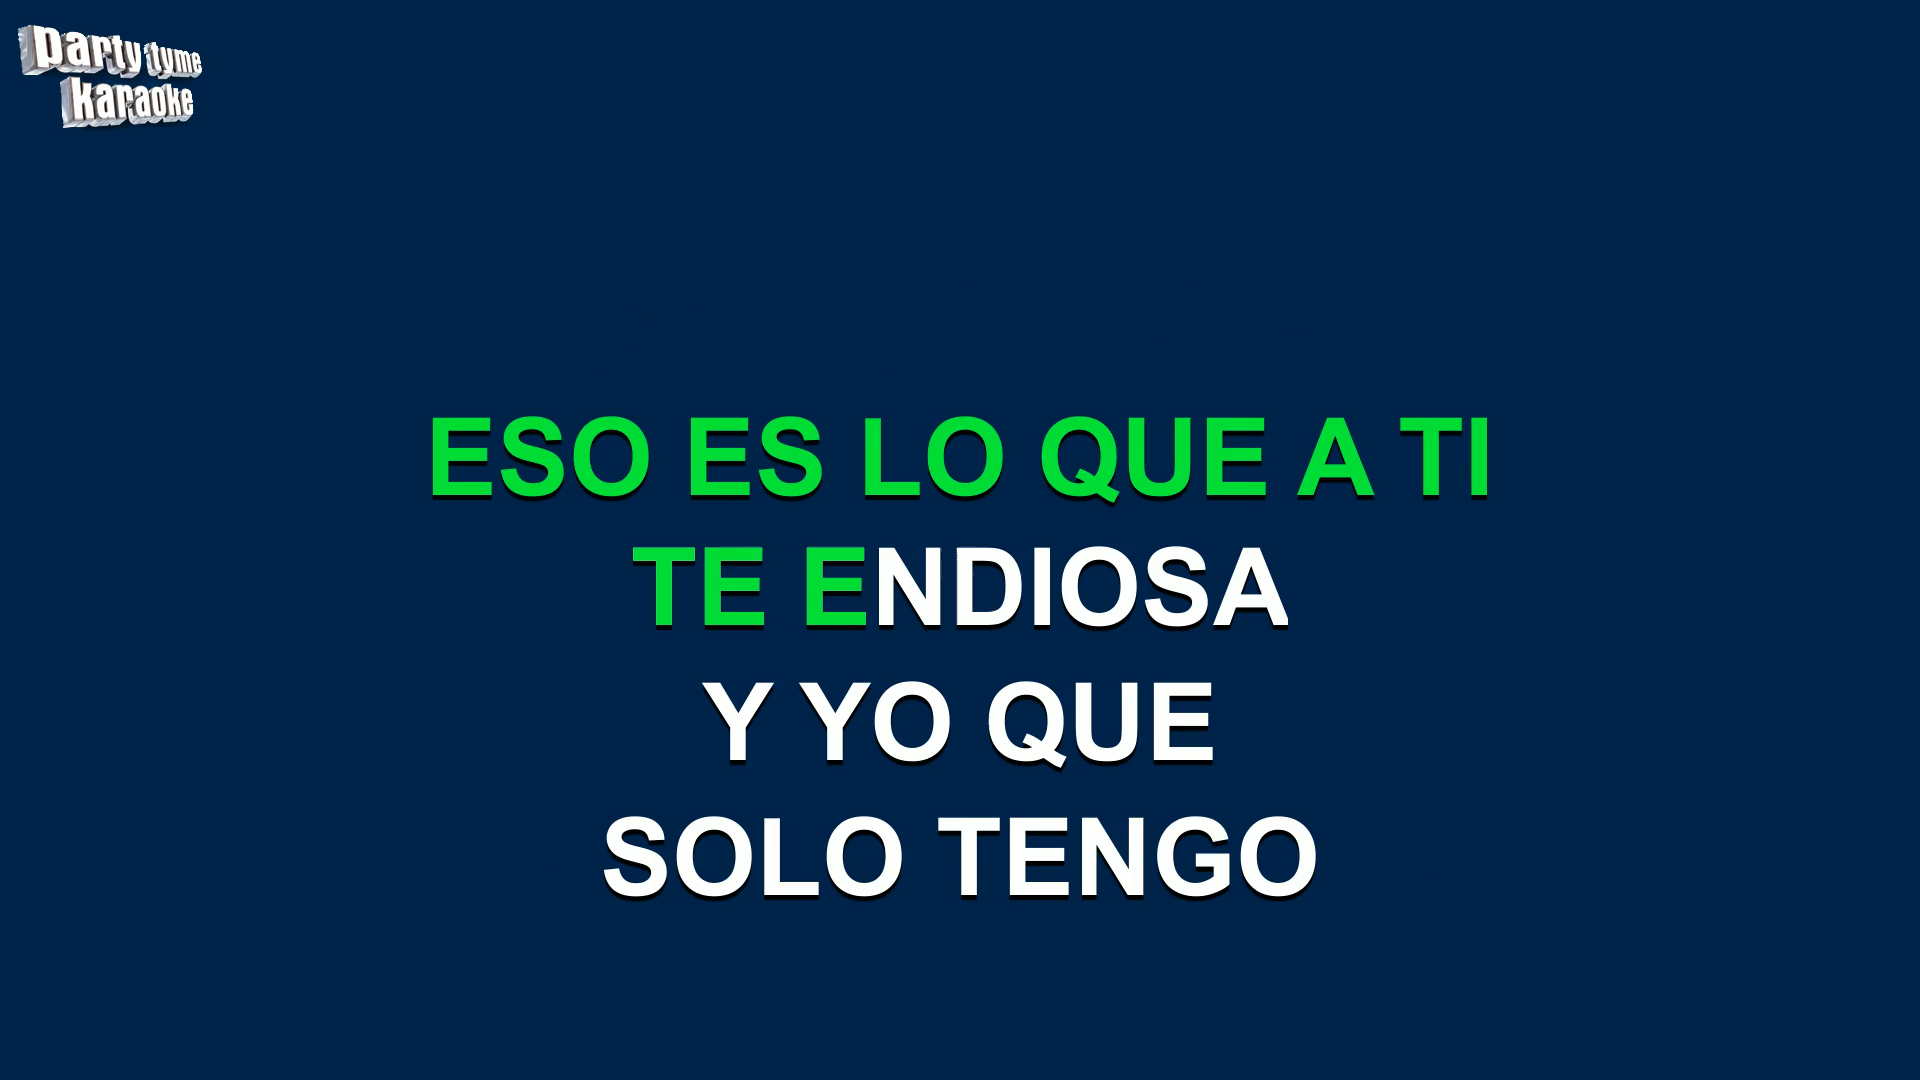 party tyme
karaoke
ESO ES LO QUE A TI
TE ENDIOSA
Y YO QUE
SOLO TENGO